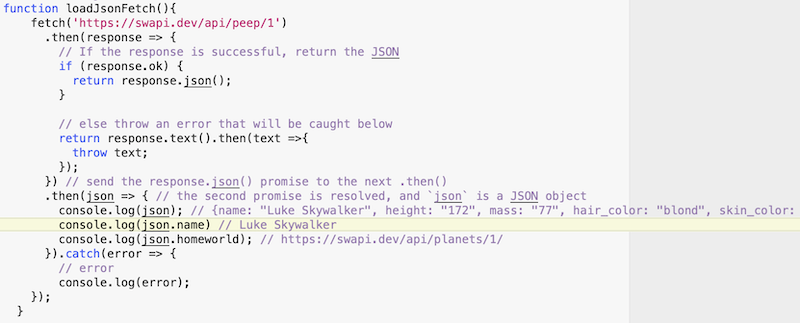 function loadJsonFetch(){
fetch('https://swapi.dev/api/peep/1')
.then(response => {
// If the response is successful, return the JSON
if (response.ok) {
return response.json();
}
// else throw an error that will be caught below
return response.text().then(text =>{
throw text;
});
}) // send the response.json() promise to the next .then()
.then(json => { // the second promise is resolved, and `json` is a JSON object
console.log(json); // {name: "Luke Skywalker", height: "172", mass: "77", hair_color: "blond", skin_color:
console.log(json.name) // Luke Skywalker
console.log(json.homeworld); // https://swapi.dev/api/planets/1/
}).catch(error => {
// error
console.log(error);
});
}